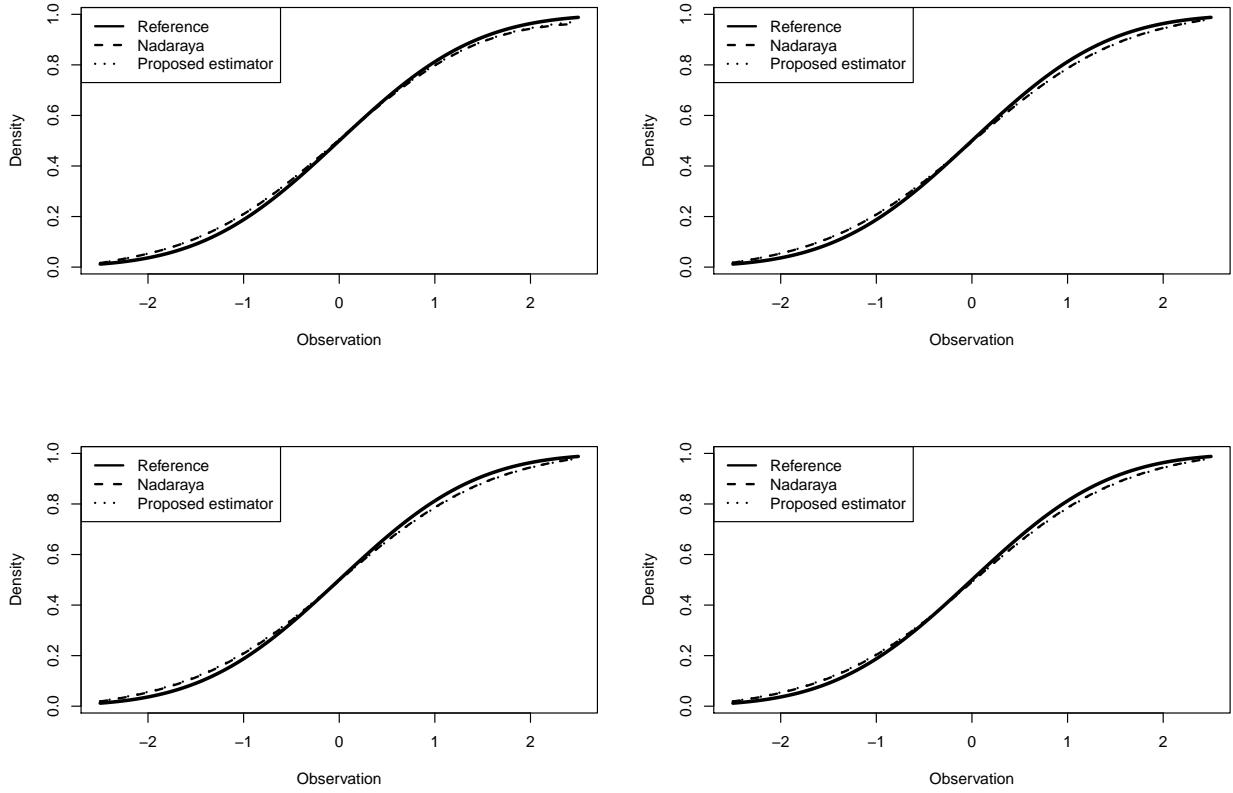 Reference
Nadaraya
Proposed estimator
Density
0.0 0.2 0.4 0.6 0.8 1.0
−2 −1 0 1 2
Observation
Reference
Nadaraya
Proposed estimator
Density
0.0 0.2 0.4 0.6 0.8 1.0
−2 −1 0 1 2
Observation
Reference
Nadaraya
Proposed estimator
Density
0.0 0.2 0.4 0.6 0.8 1.0
−2 −1 0 1 2
Observation
Reference
Nadaraya
Proposed estimator
Density
0.0 0.2 0.4 0.6 0.8 1.0
−2 −1 0 1 2
Observation